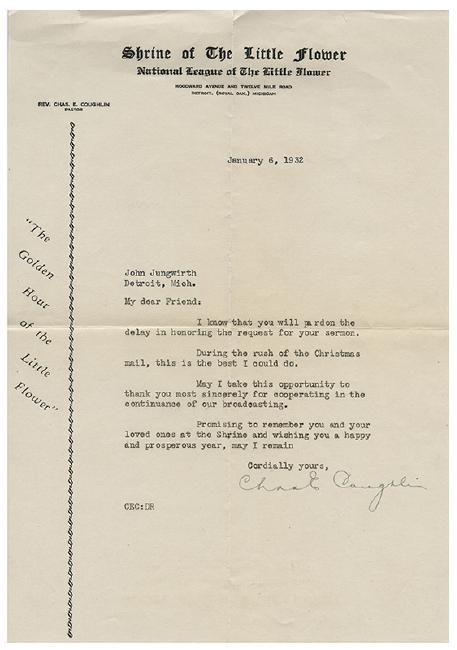 Shrine of The Little Flower
National League of The Little Flower
WOODWARD AVENUE AND TWELVE MILE ROAD
DETROIT, (ROYAL OAK,) MICHIGAN
REV. CHAS. E. COUGHLIN
PASTOR
January 6, 1932
"The
Golden
Hour
of the
Little
Flower"
John Jungwirth
Detroit, Mich.
My dear Friend:
I know that you will pardon the
delay in honoring the request for your sermon.
During the rush of the Christmas
mail, this is the best I could do.
May I take this opportunity to
thank you most sincerely for cooperating in the
continuance of our broadcasting.
Promising to remember you and your
loved ones at the Shrine and wishing you a happy
and prosperous year, may I remain
Cordially yours,
Chas E Coughlin
CEC:DR